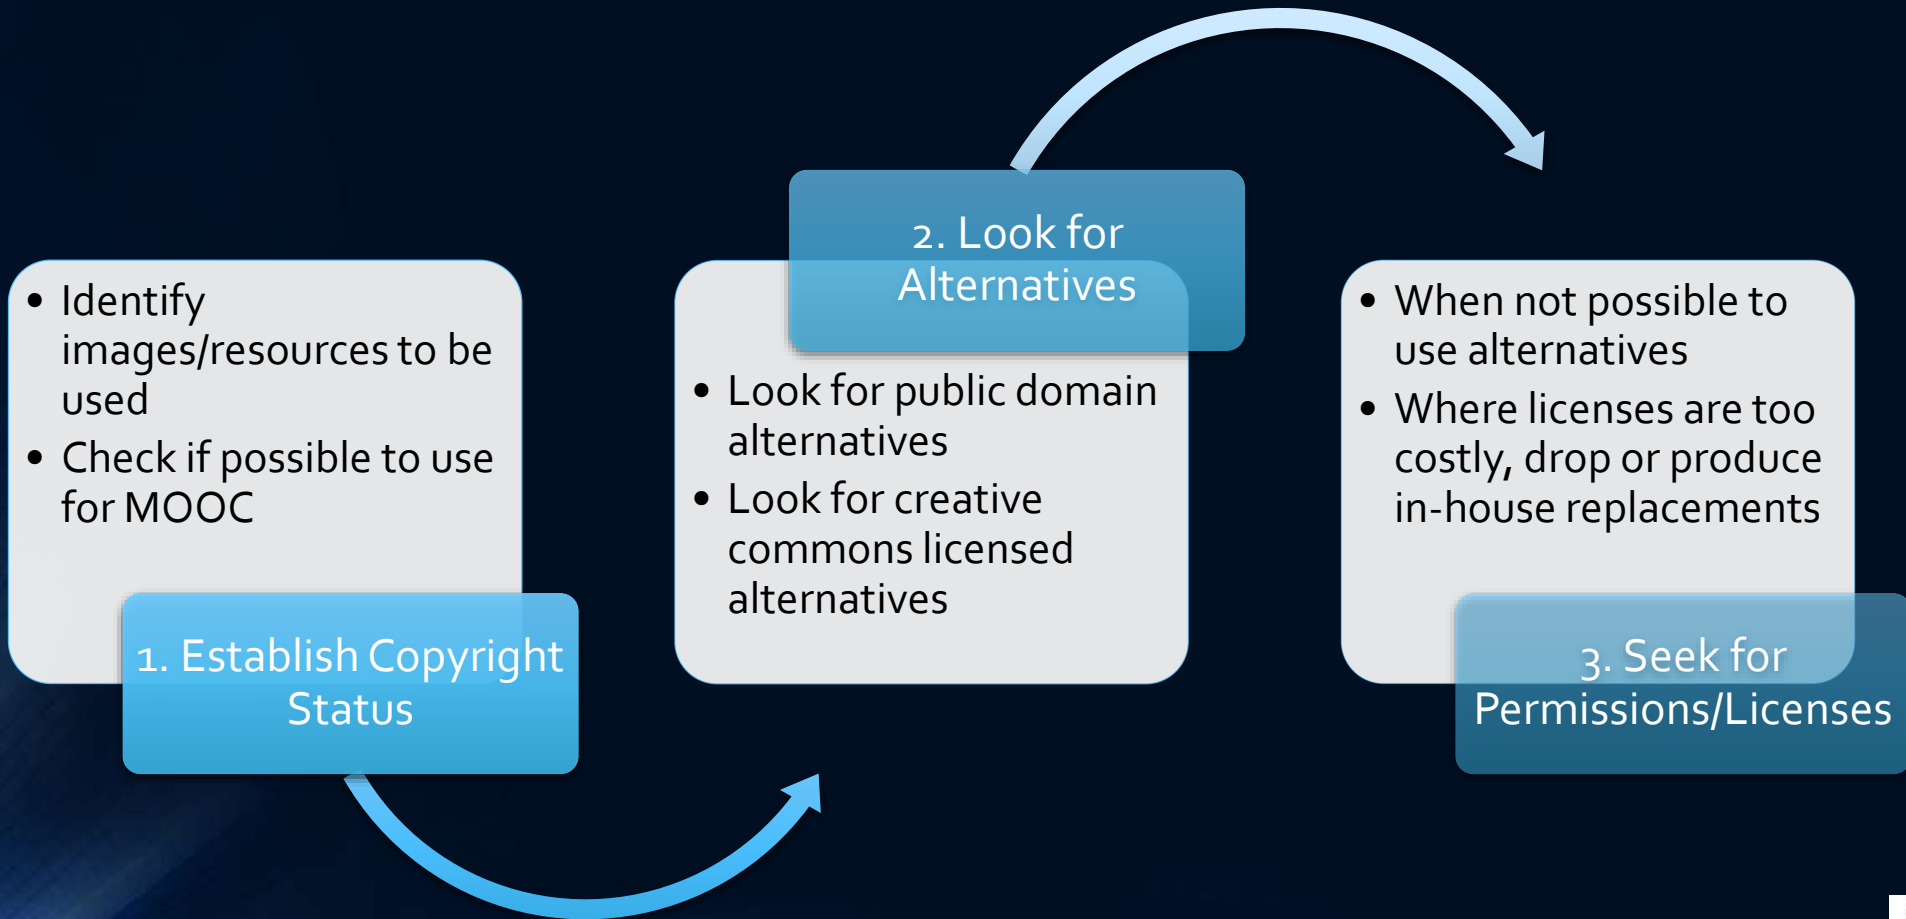 • Identify
images/resources to be
used
• Check if possible to use
for MOOC
1. Establish Copyright
Status
2. Look for
Alternatives
• Look for public domain
alternatives
• Look for creative
commons licensed
alternatives
• When not possible to
use alternatives
• Where licenses are too
costly, drop or produce
in-house replacements
3. Seek for
Permissions/Licenses